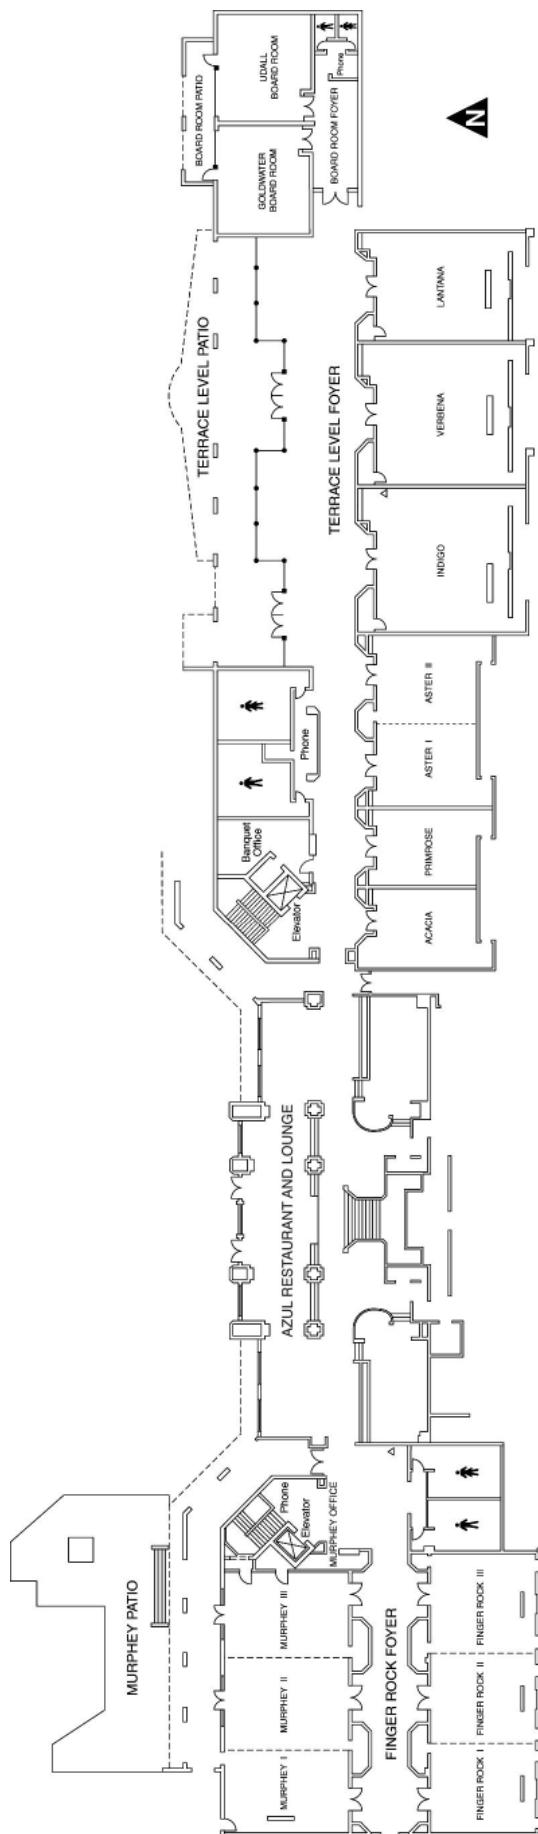 UDALL
BOARD ROOM
Phone
BOARD ROOM PATIO
GOLDWATER
BOARD ROOM
BOARD ROOM FOYER
N
TERRACE LEVEL PATIO
TERRACE LEVEL FOYER
LANTANA
VERBENA
INDIGO
ASTER II
ASTER I
PRIMROSE
ACACIA
Phone
Banquet
Office
Elevator
AZUL RESTAURANT AND LOUNGE
MURPHEY PATIO
Phone
Elevator
MURPHEY OFFICE
MURPHEY III
MURPHEY II
MURPHEY I
FINGER ROCK FOYER
FINGER ROCK III
FINGER ROCK II
FINGER ROCK I